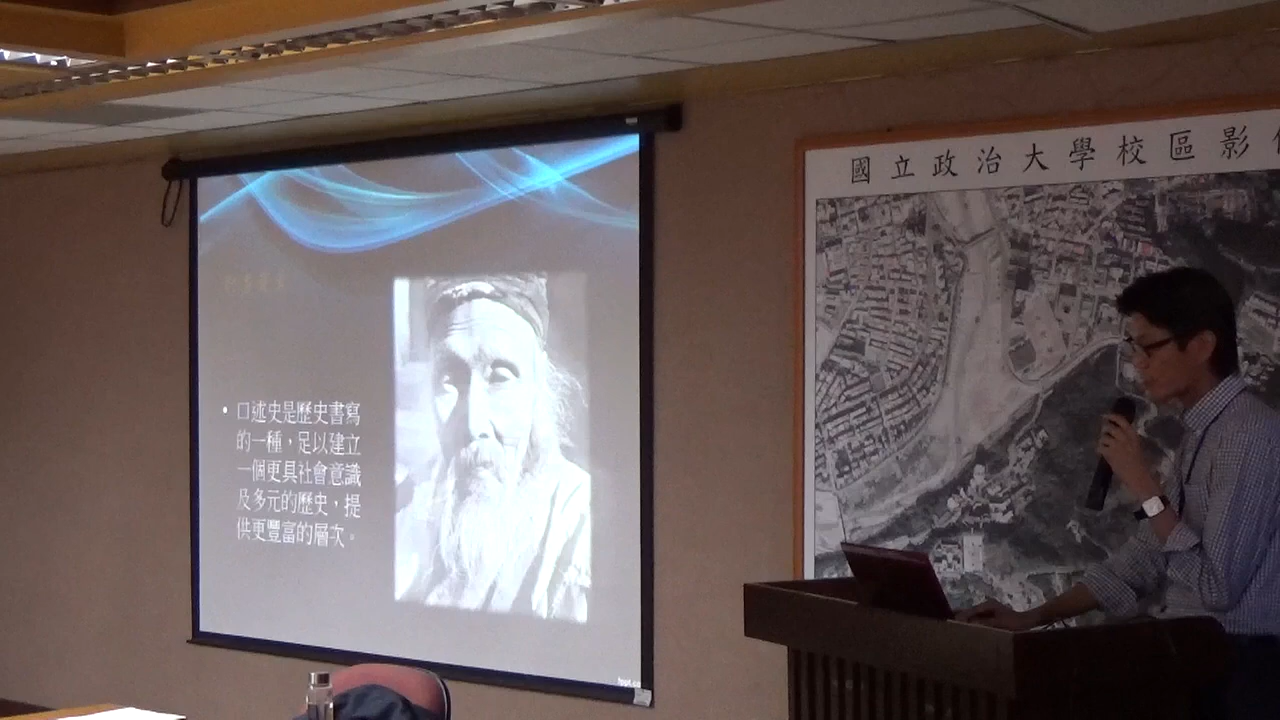 • 口述史是歷史書寫
的一種，足以建立
一個更具社會意識
及多元的歷史，提
供更豐富的層次。
國立政治大學校區影